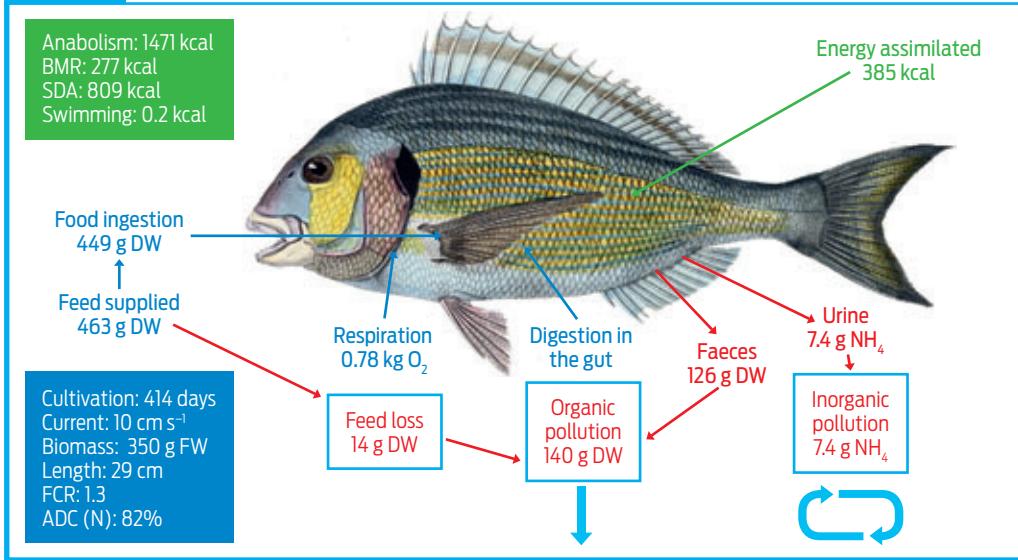 Anabolism: 1471 kcal
BMR: 277 kcal
SDA: 809 kcal
Swimming: 0.2 kcal
Energy assimilated
385 kcal
Food ingestion
449 g DW
Feed supplied
463 g DW
Respiration
0.78 kg O₂
Digestion in
the gut
Faeces
126 g DW
Urine
7.4 g NH₄
Cultivation: 414 days
Current: 10 cm s⁻¹
Biomass: 350 g FW
Length: 29 cm
FCR: 1.3
ADC (N): 82%
Feed loss
14 g DW
Organic
pollution
140 g DW
Inorganic
pollution
7.4 g NH₄